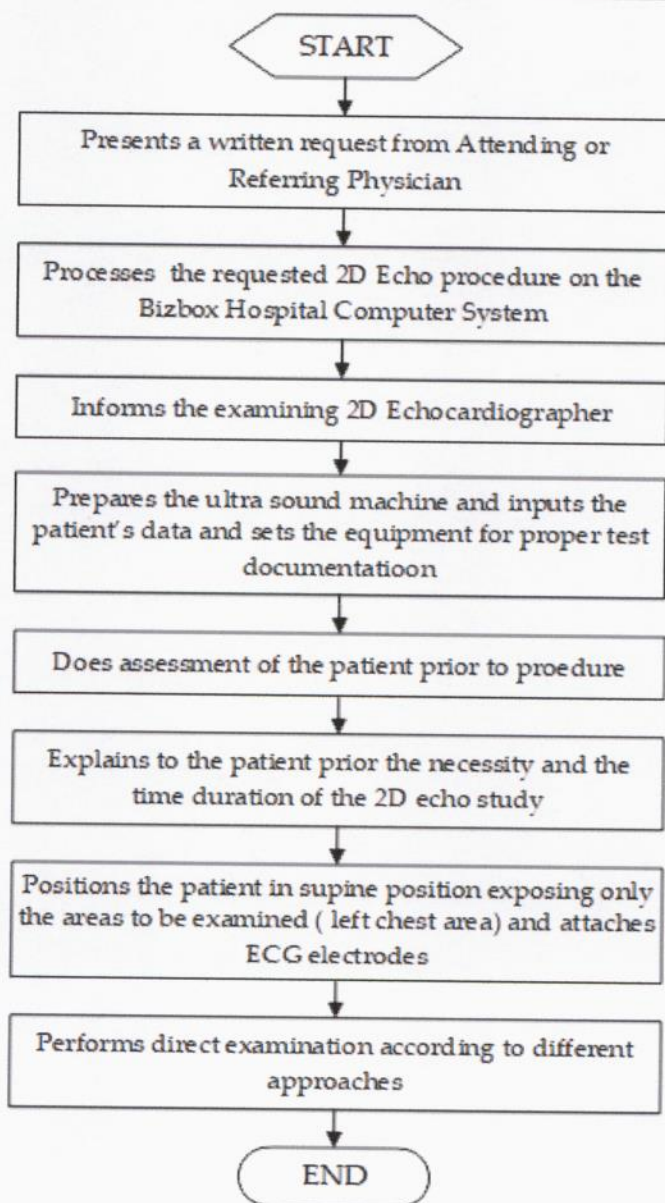 START
Presents a written request from Attending or
Referring Physician
Processes the requested 2D Echo procedure on the
Bizbox Hospital Computer System
Informs the examining 2D Echocardiographer
Prepares the ultra sound machine and inputs the
patient's data and sets the equipment for proper test
documentatioon
Does assessment of the patient prior to proedure
Explains to the patient prior the necessity and the
time duration of the 2D echo study
Positions the patient in supine position exposing only
the areas to be examined ( left chest area) and attaches
ECG electrodes
Performs direct examination according to different
approaches
END